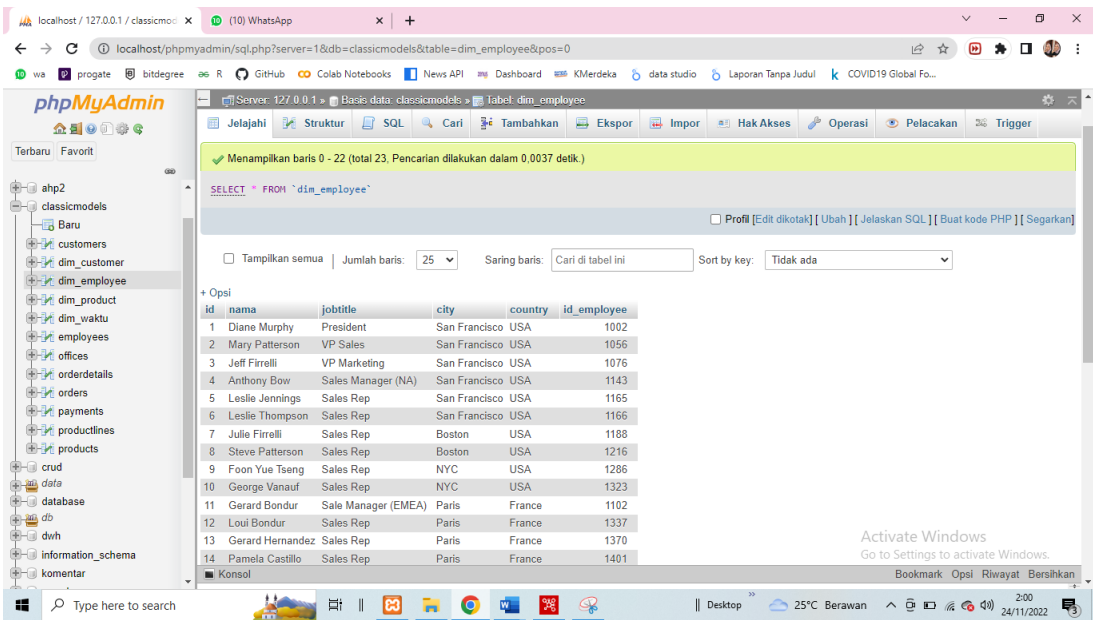 localhost / 127.0.0.1 / classicmod
(10) WhatsApp
localhost/phpmyadmin/sql.php?server=1&db=classicmodels&table=dim_employee&pos=0
wa progate bitdegree R GitHub Colab Notebooks News API Dashboard KMerdeka data studio Laporan Tanpa Judul COVID19 Global Fo...
phpMyAdmin
Terbaru Favorit
ahp2
classicmodels
Baru
customers
dim_customer
dim_employee
dim_product
dim_waktu
employees
offices
orderdetails
orders
payments
productlines
products
crud
data
database
db
dwh
information_schema
komentar
Server: 127.0.0.1 » Basis data: classicmodels » Tabel: dim_employee
Jelajahi Struktur SQL Cari Tambahkan Ekspor Impor Hak Akses Operasi Pelacakan Trigger
Menampilkan baris 0 - 22 (total 23, Pencarian dilakukan dalam 0,0037 detik.)
SELECT * FROM `dim_employee`
Profil [Edit dikotak] [ Ubah ] [ Jelaskan SQL ] [ Buat kode PHP ] [ Segarkan]
Tampilkan semua | Jumlah baris: 25 Saring baris: Cari di tabel ini Sort by key: Tidak ada
+ Opsi
id nama jobtitle city country id_employee
1 Diane Murphy President San Francisco USA 1002
2 Mary Patterson VP Sales San Francisco USA 1056
3 Jeff Firrelli VP Marketing San Francisco USA 1076
4 Anthony Bow Sales Manager (NA) San Francisco USA 1143
5 Leslie Jennings Sales Rep San Francisco USA 1165
6 Leslie Thompson Sales Rep San Francisco USA 1166
7 Julie Firrelli Sales Rep Boston USA 1188
8 Steve Patterson Sales Rep Boston USA 1216
9 Foon Yue Tseng Sales Rep NYC USA 1286
10 George Vanauf Sales Rep NYC USA 1323
11 Gerard Bondur Sale Manager (EMEA) Paris France 1102
12 Loui Bondur Sales Rep Paris France 1337
13 Gerard Hernandez Sales Rep Paris France 1370
14 Pamela Castillo Sales Rep Paris France 1401
Activate Windows
Go to Settings to activate Windows.
Konsol Bookmark Opsi Riwayat Bersihkan
Type here to search
Desktop
25°C Berawan
2:00
24/11/2022